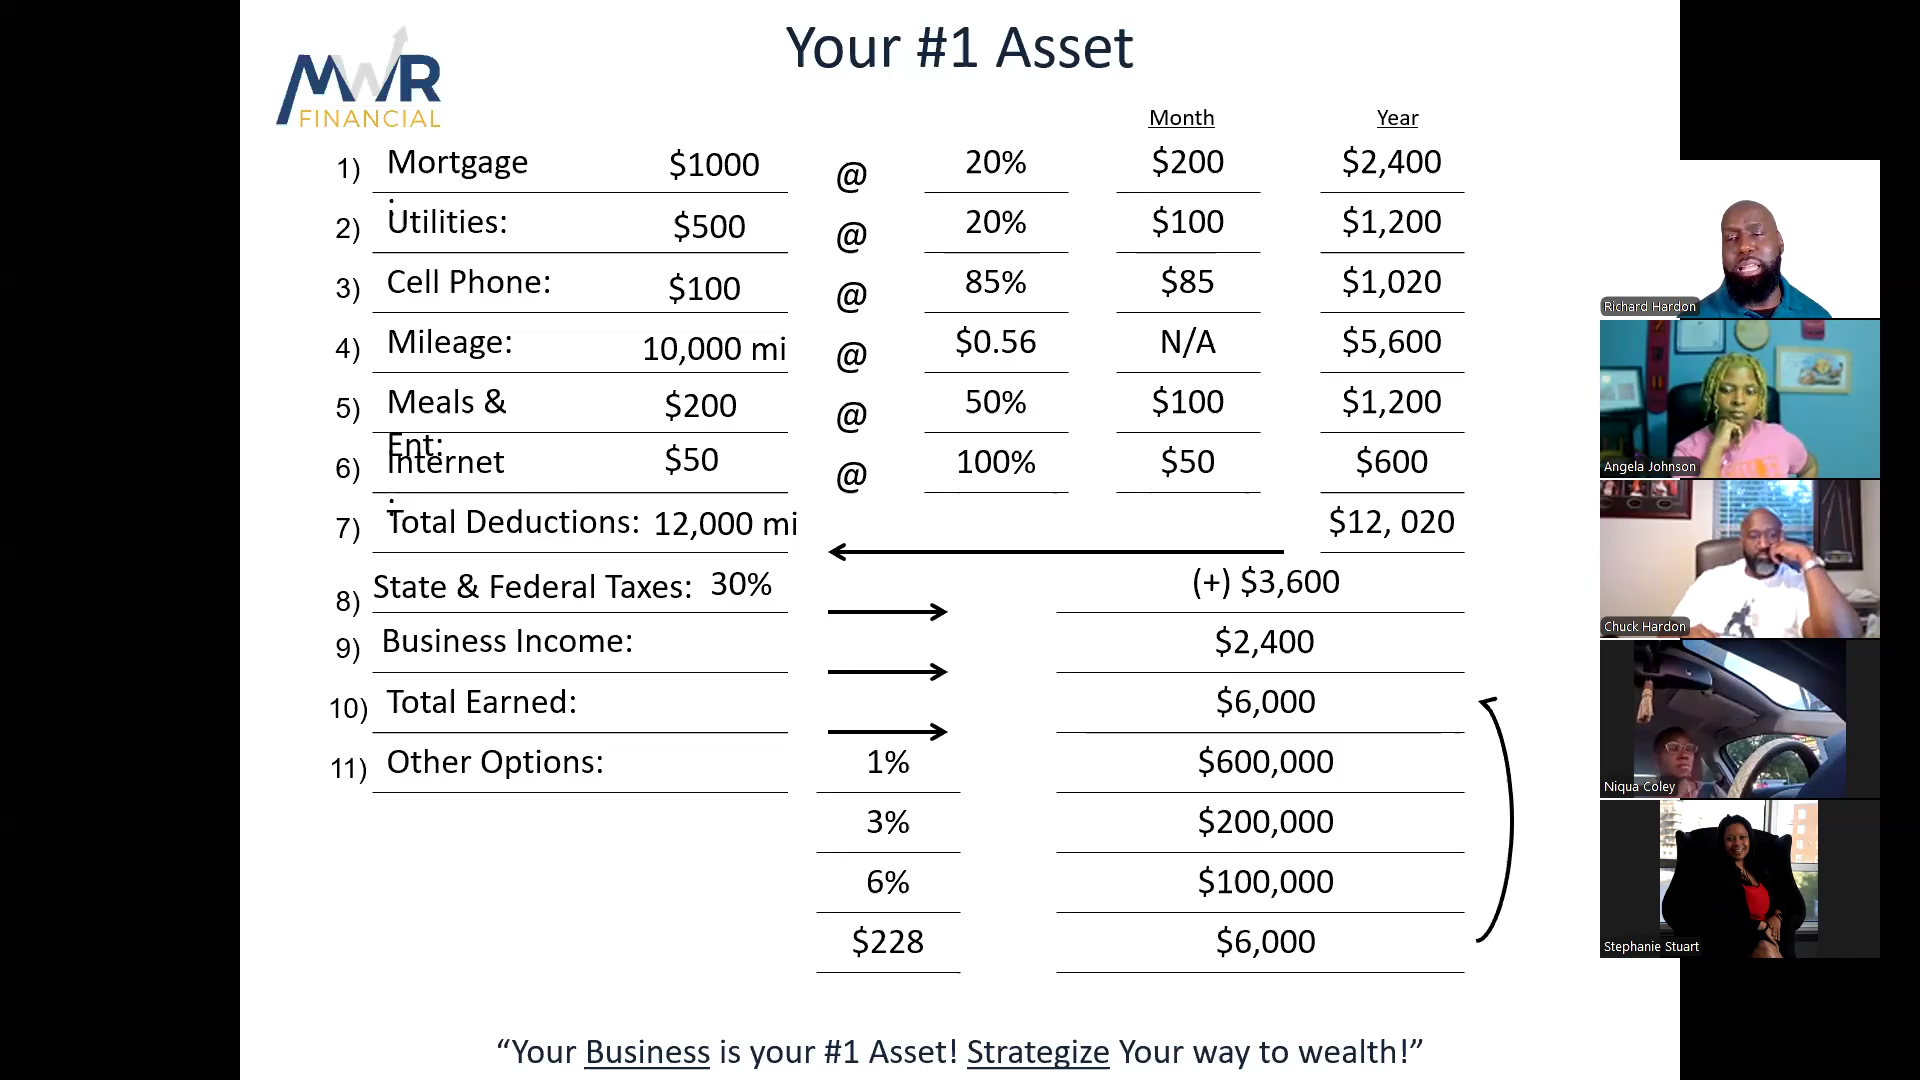 Your #1 Asset
MWR
FINANCIAL
Month Year
1) Mortgage $1000 @ 20% $200 $2,400
:
2) Utilities: $500 @ 20% $100 $1,200
3) Cell Phone: $100 @ 85% $85 $1,020
4) Mileage: 10,000 mi @ $0.56 N/A $5,600
5) Meals & $200 @ 50% $100 $1,200
Ent:
6) Internet $50 @ 100% $50 $600
:
7) Total Deductions: 12,000 mi $12, 020
8) State & Federal Taxes: 30% (+) $3,600
9) Business Income: $2,400
10) Total Earned: $6,000
11) Other Options: 1% $600,000
3% $200,000
6% $100,000
$228 $6,000
“Your Business is your #1 Asset! Strategize Your way to wealth!”
Richard Hardon
Angela Johnson
Chuck Hardon
Niqua Coley
Stephanie Stuart